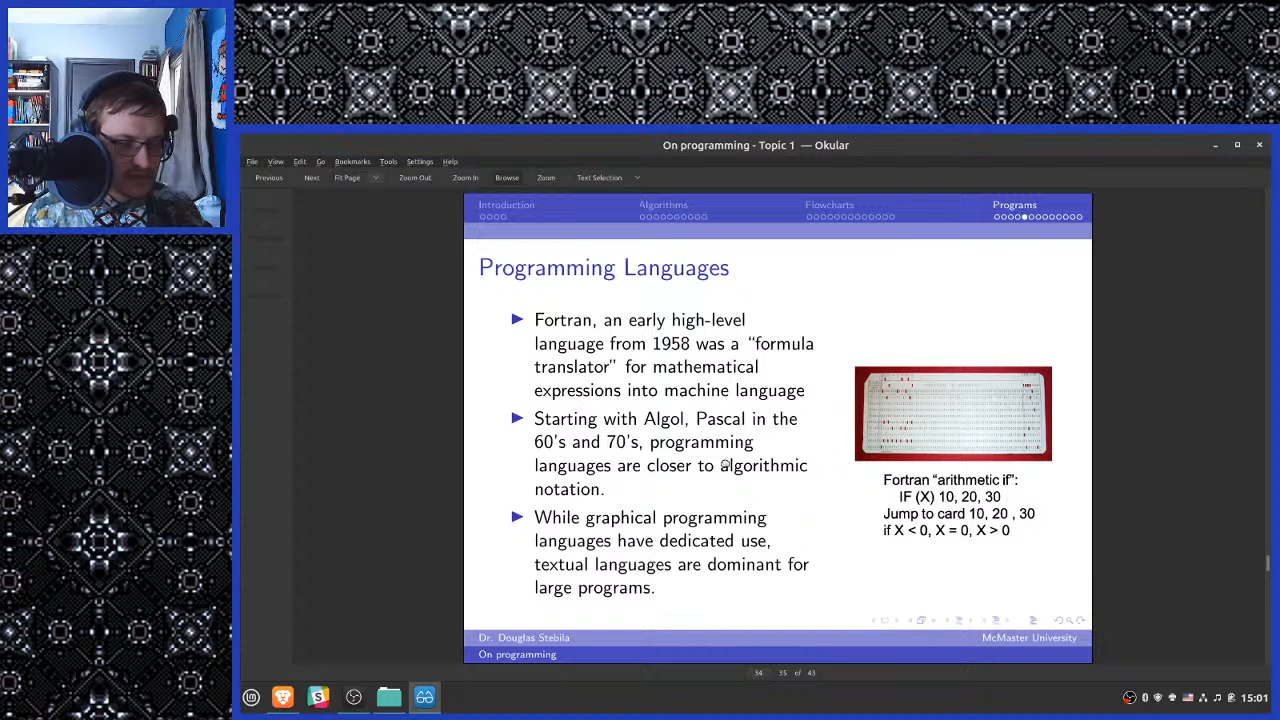 On programming - Topic 1 — Okular
File View Edit Go Bookmarks Tools Settings Help
Previous Next Fit Page Zoom Out Zoom In Browse Zoom Text Selection
Introduction Algorithms Flowcharts Programs
Programming Languages
Fortran, an early high-level
language from 1958 was a “formula
translator” for mathematical
expressions into machine language
Starting with Algol, Pascal in the
60's and 70's, programming
languages are closer to algorithmic
notation.
While graphical programming
languages have dedicated use,
textual languages are dominant for
large programs.
Fortran “arithmetic if”:
IF (X) 10, 20, 30
Jump to card 10, 20 , 30
if X < 0, X = 0, X > 0
Dr. Douglas Stebila McMaster University
On programming
34 35 of 43
15:01